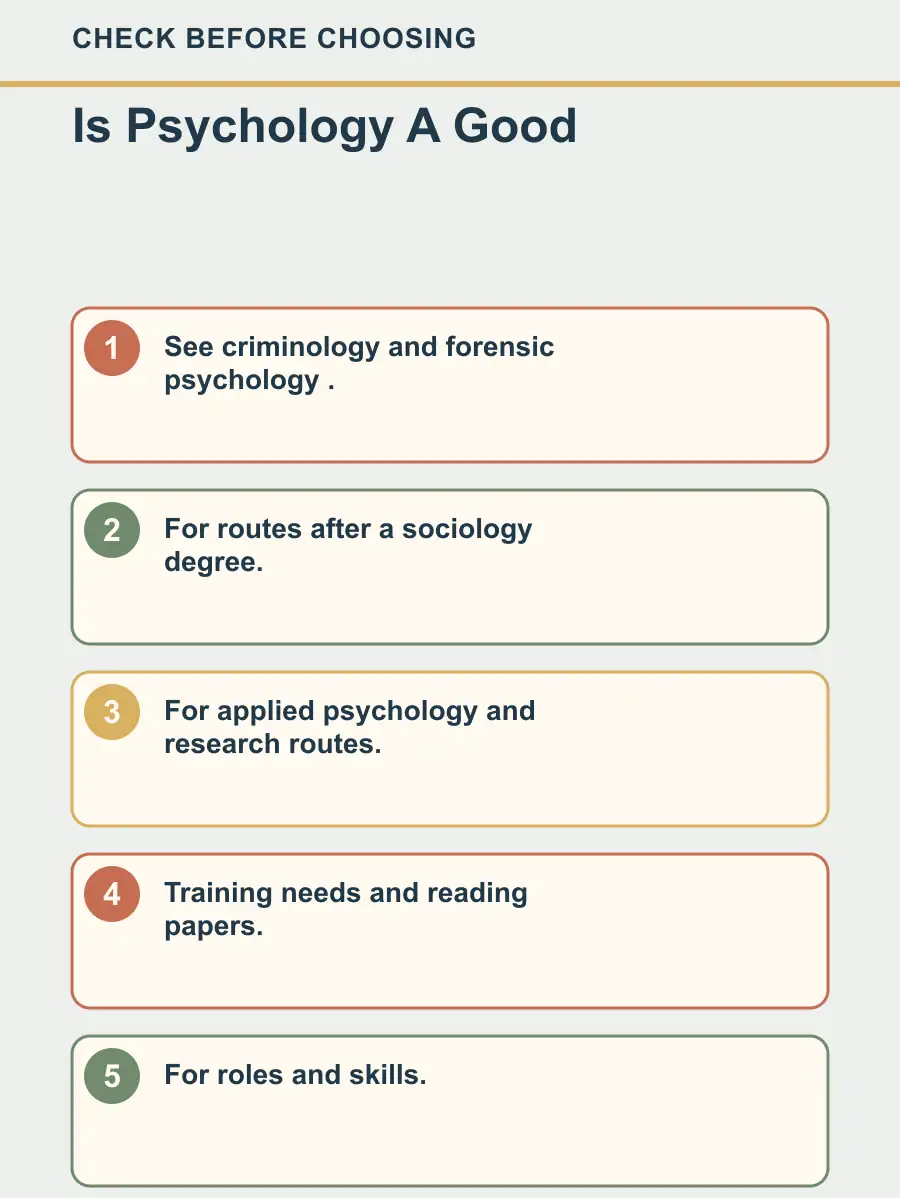 CHECK BEFORE CHOOSING
Is Psychology A Good
1
See criminology and forensic
psychology .
2
For routes after a sociology
degree.
3
For applied psychology and
research routes.
4
Training needs and reading
papers.
5
For roles and skills.